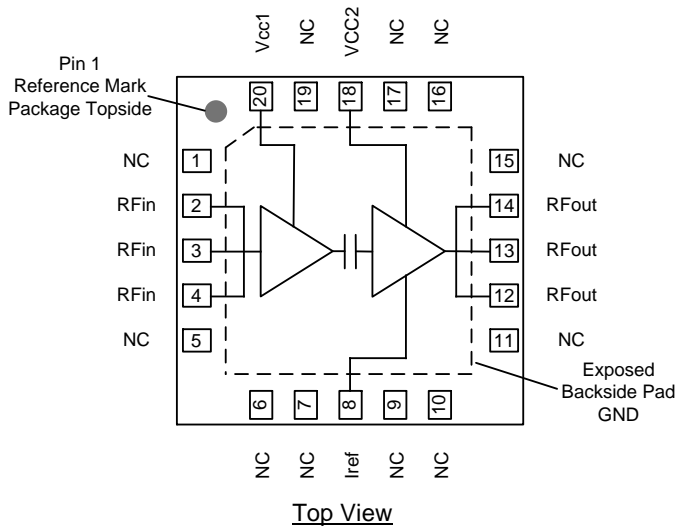 Vcc1
NC
VCC2
NC
NC
Pin 1
Reference Mark
Package Topside
20
19
18
17
16
NC
1
15
NC
RFin
2
14
RFout
RFin
3
13
RFout
RFin
4
12
RFout
NC
5
11
NC
Exposed
Backside Pad
GND
6
7
8
9
10
NC
NC
Iref
NC
NC
Top View